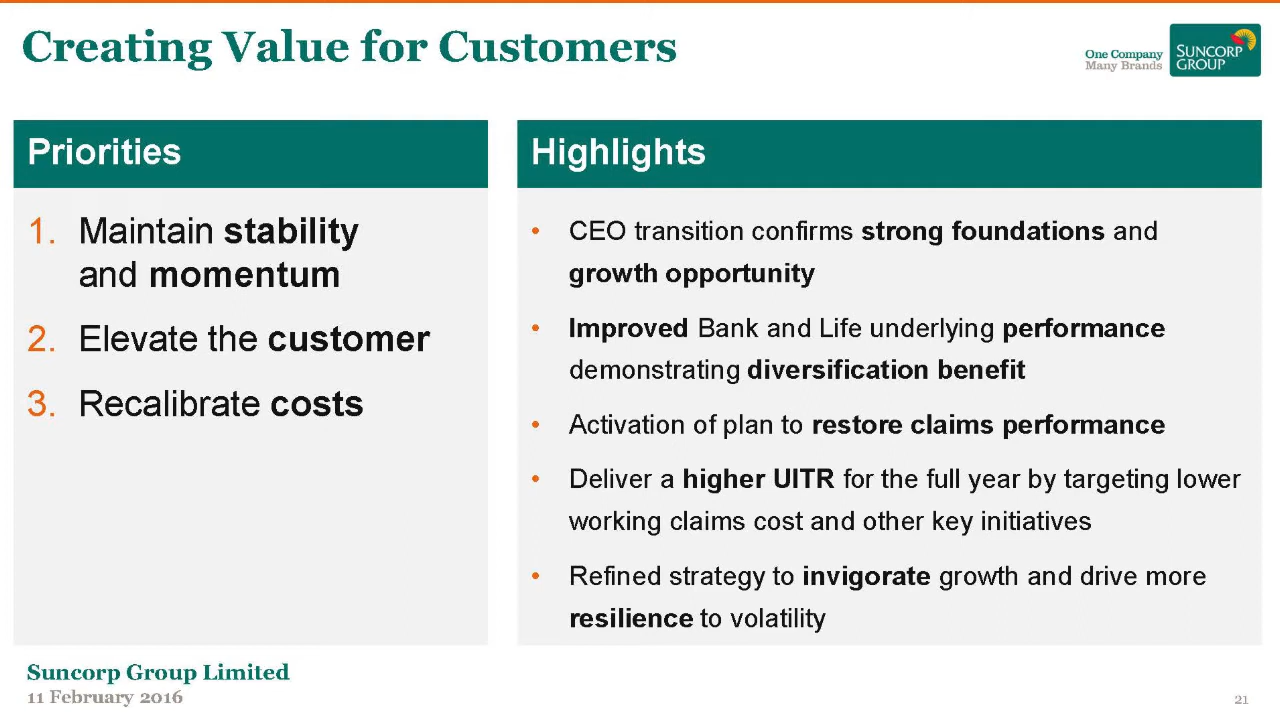 Creating Value for Customers
One Company
Many Brands
SUNCORP
GROUP
Priorities
1. Maintain stability
and momentum
2. Elevate the customer
3. Recalibrate costs
Highlights
• CEO transition confirms strong foundations and
growth opportunity
• Improved Bank and Life underlying performance
demonstrating diversification benefit
• Activation of plan to restore claims performance
• Deliver a higher UITR for the full year by targeting lower
working claims cost and other key initiatives
• Refined strategy to invigorate growth and drive more
resilience to volatility
Suncorp Group Limited
11 February 2016
21